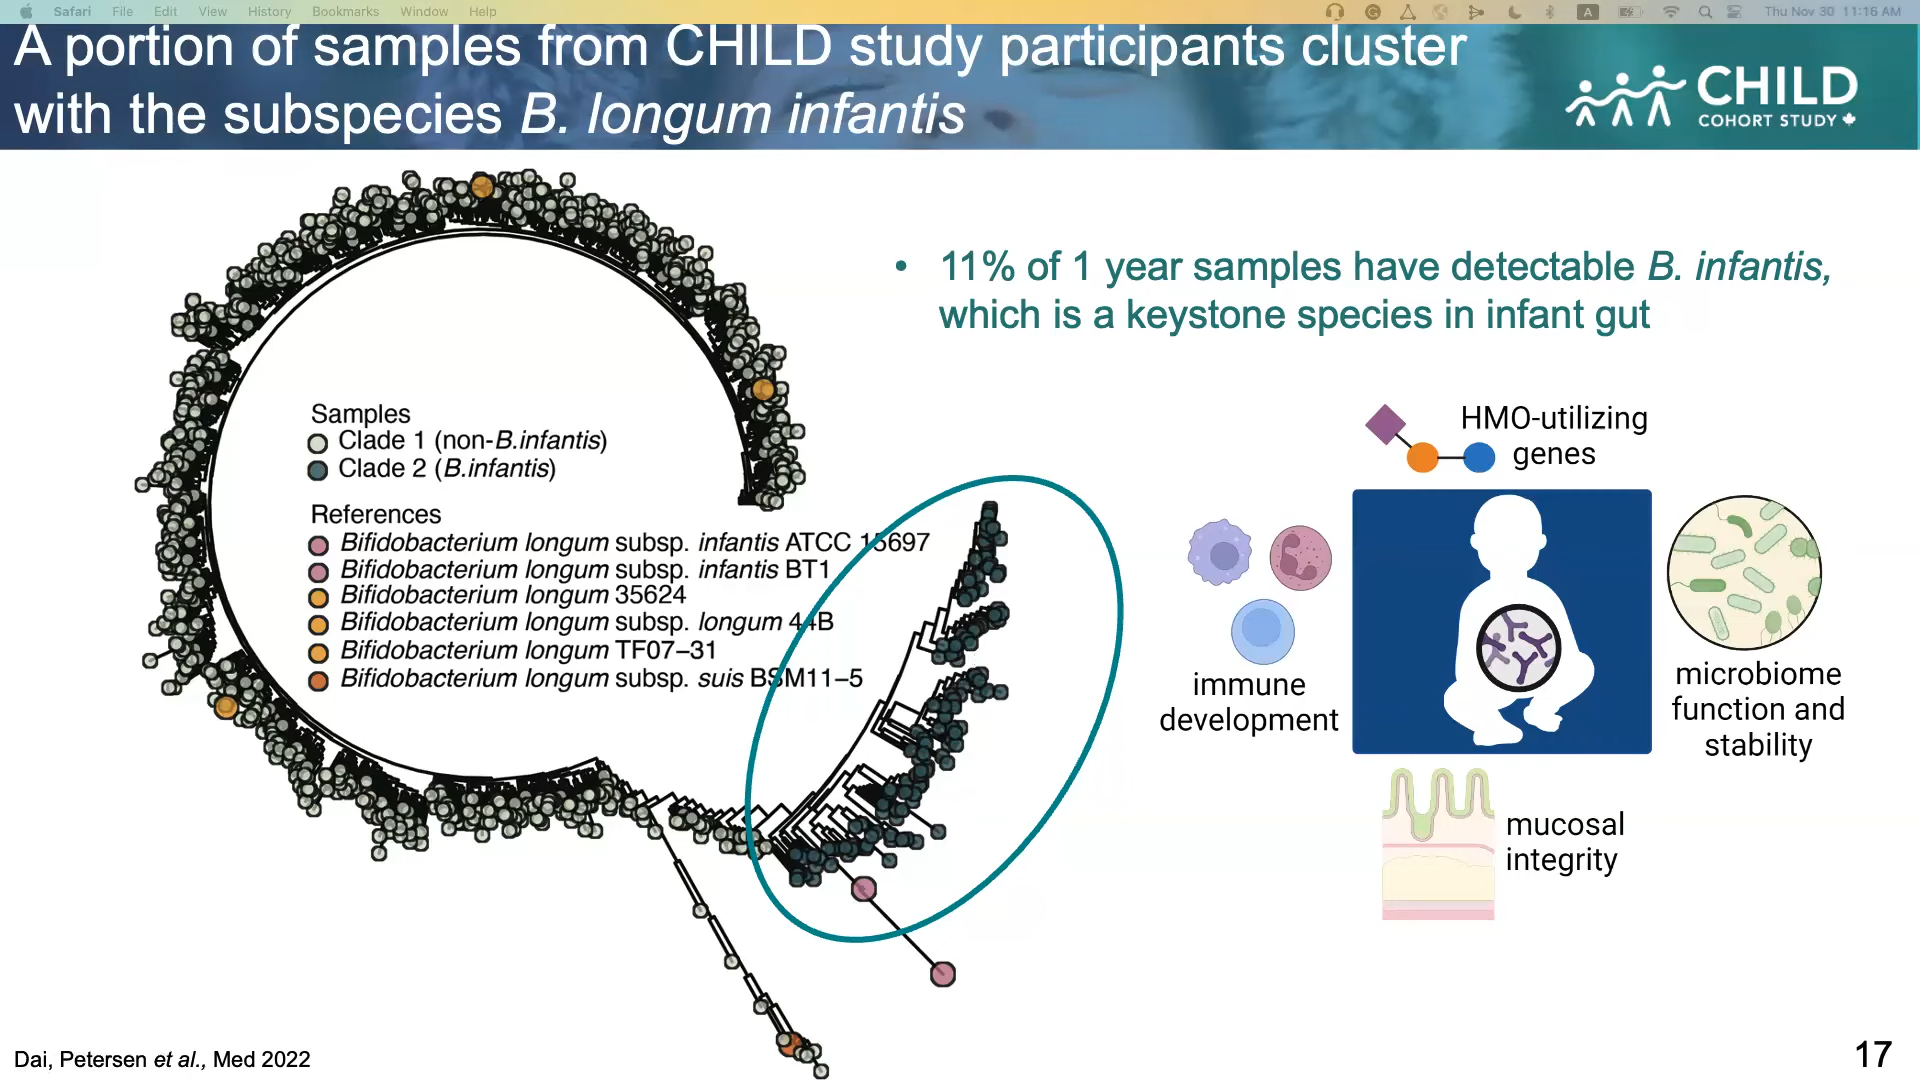 Safari File Edit View History Bookmarks Window Help
A Thu Nov 30 11:16 AM
A portion of samples from CHILD study participants cluster
with the subspecies B. longum infantis
CHILD
COHORT STUDY
• 11% of 1 year samples have detectable B. infantis,
which is a keystone species in infant gut
Samples
Clade 1 (non-B.infantis)
Clade 2 (B.infantis)
References
Bifidobacterium longum subsp. infantis ATCC 15697
Bifidobacterium longum subsp. infantis BT1
Bifidobacterium longum 35624
Bifidobacterium longum subsp. longum 44B
Bifidobacterium longum TF07–31
Bifidobacterium longum subsp. suis BSM11–5
HMO-utilizing
genes
immune
development
microbiome
function and
stability
mucosal
integrity
Dai, Petersen et al., Med 2022
17